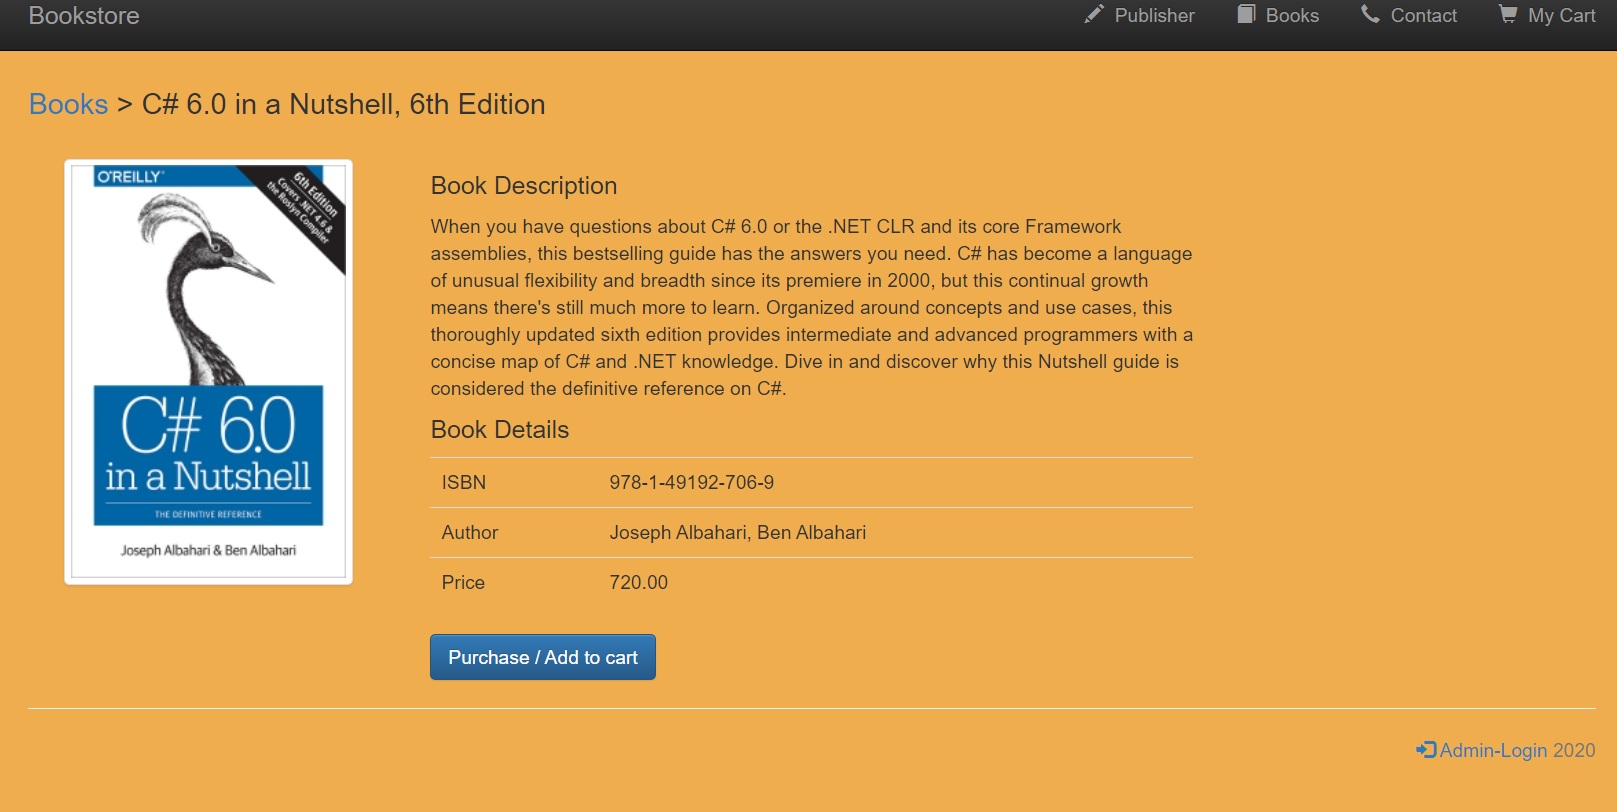 Bookstore
Publisher
Books
Contact
My Cart
Books > C# 6.0 in a Nutshell, 6th Edition
O'REILLY
6th Edition
Covers .NET 4.6 &
the Roslyn Compiler
C# 6.0
in a Nutshell
THE DEFINITIVE REFERENCE
Joseph Albahari & Ben Albahari
Book Description
When you have questions about C# 6.0 or the .NET CLR and its core Framework
assemblies, this bestselling guide has the answers you need. C# has become a language
of unusual flexibility and breadth since its premiere in 2000, but this continual growth
means there's still much more to learn. Organized around concepts and use cases, this
thoroughly updated sixth edition provides intermediate and advanced programmers with a
concise map of C# and .NET knowledge. Dive in and discover why this Nutshell guide is
considered the definitive reference on C#.
Book Details
ISBN 978-1-49192-706-9
Author Joseph Albahari, Ben Albahari
Price 720.00
Purchase / Add to cart
Admin-Login 2020